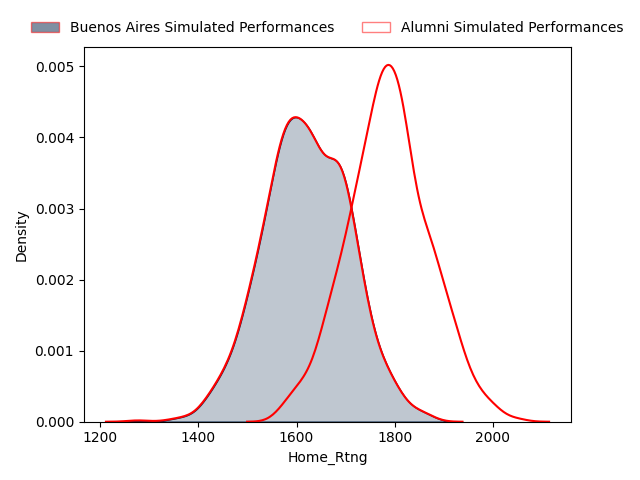 Buenos Aires Simulated Performances
Alumni Simulated Performances
0.005
0.004
0.003
0.002
0.001
0.000
Density
1200
1400
1600
1800
2000
Home_Rtng